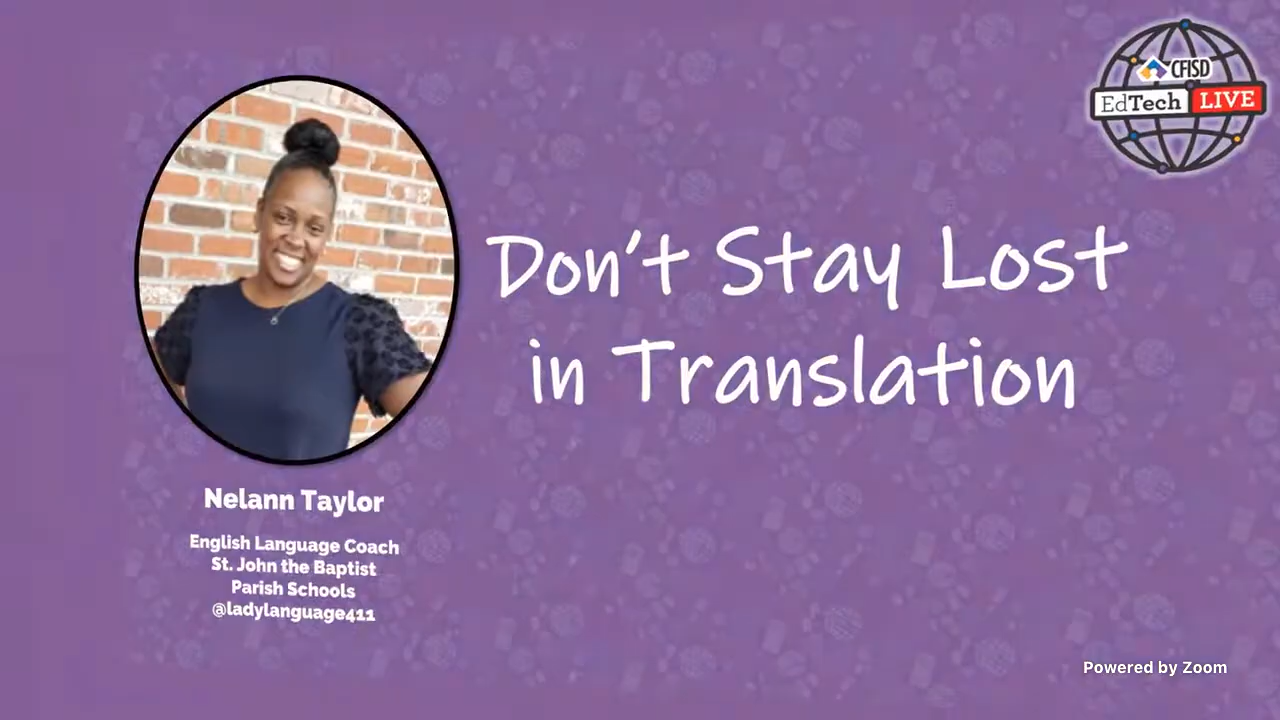 CFISD
EdTech LIVE
Don't Stay Lost
in Translation
Nelann Taylor
English Language Coach
St. John the Baptist
Parish Schools
@ladylanguage411
Powered by Zoom